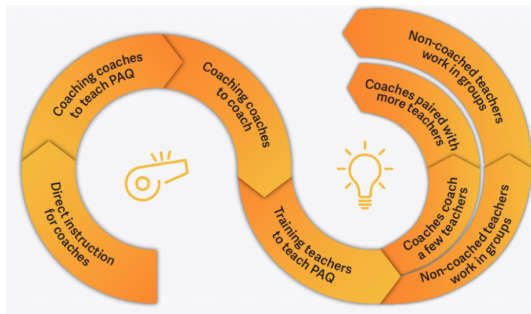 Direct instruction
for coaches
Coaching coaches
to teach PAQ
Coaching coaches
to coach
Training teachers
to teach PAQ
Coaches coach
a few teachers
Non-coached teachers
work in groups
Coaches paired with
more teachers
Non-coached teachers
work in groups